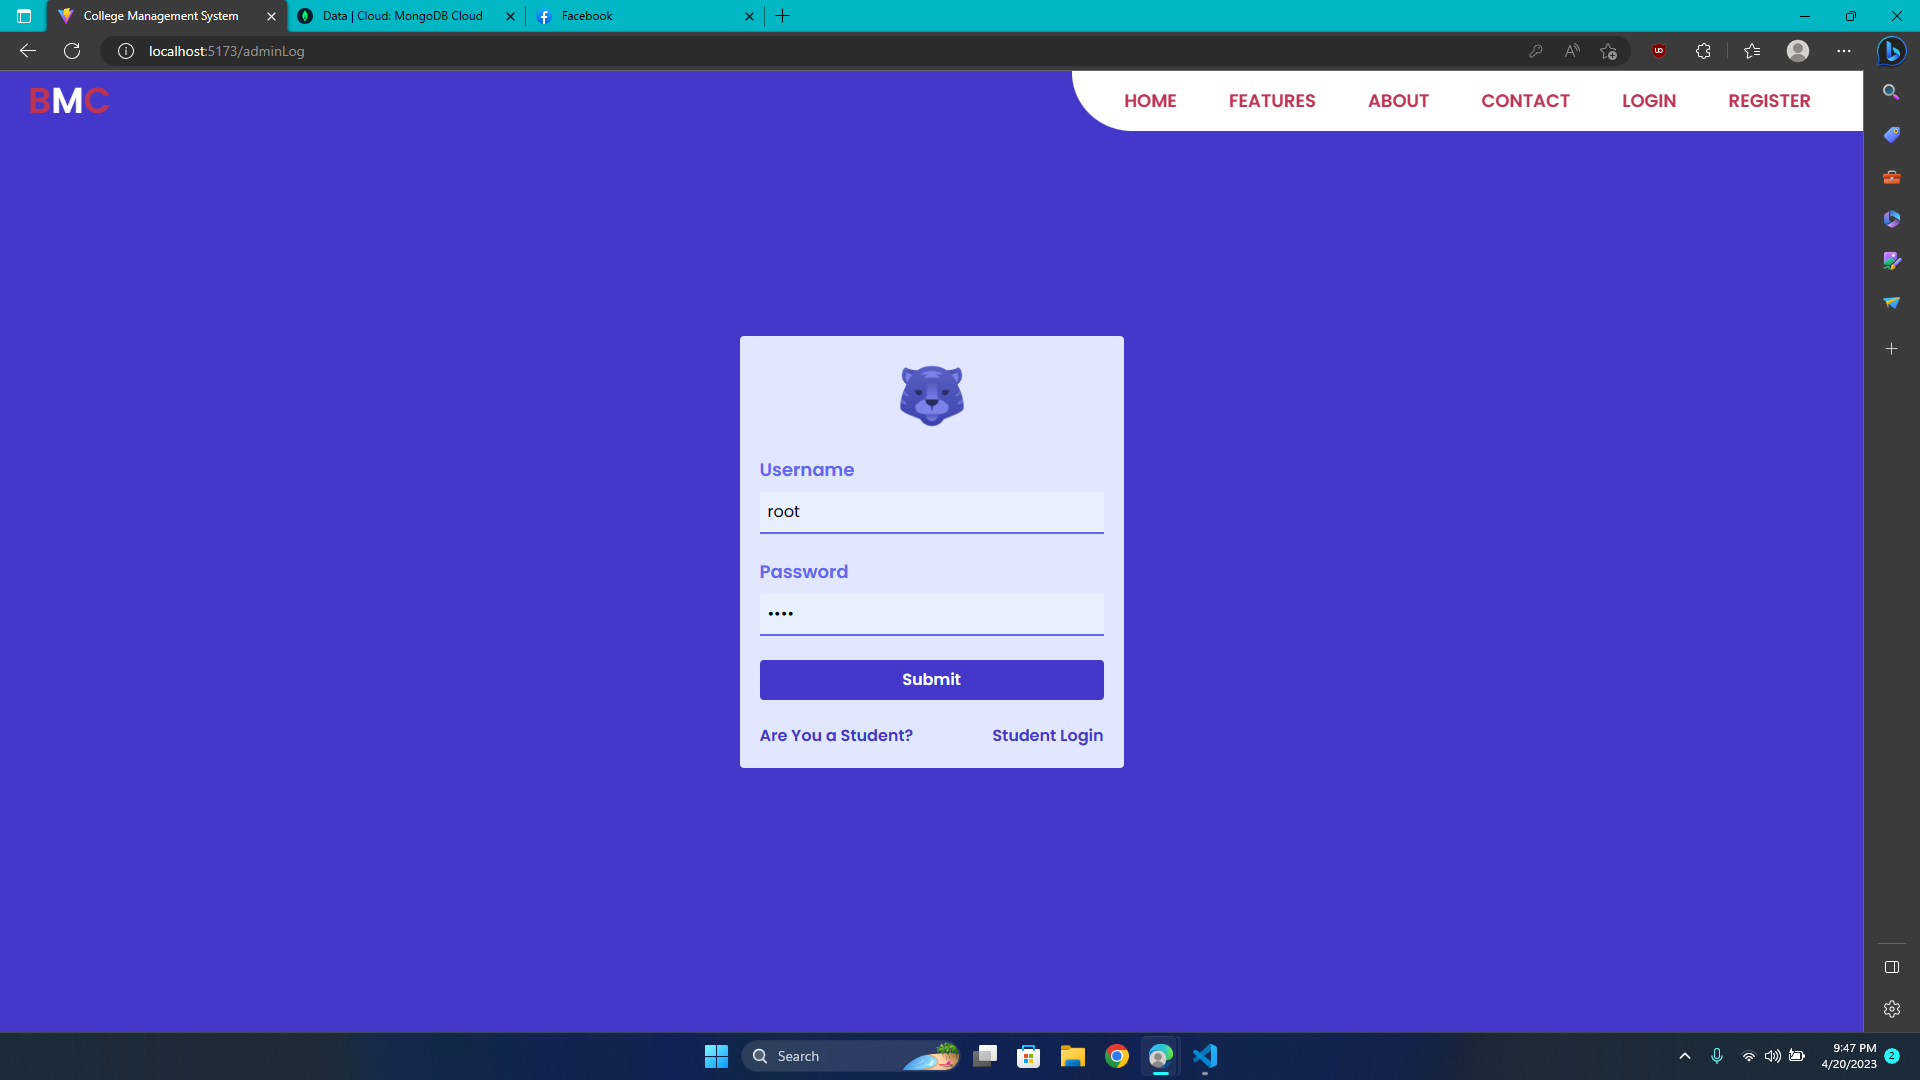 College Management System
Data | Cloud: MongoDB Cloud
Facebook
localhost:5173/adminLog
BMC
HOME
FEATURES
ABOUT
CONTACT
LOGIN
REGISTER
Username
root
Password
••••
Submit
Are You a Student?
Student Login
Search
9:47 PM
4/20/2023
2